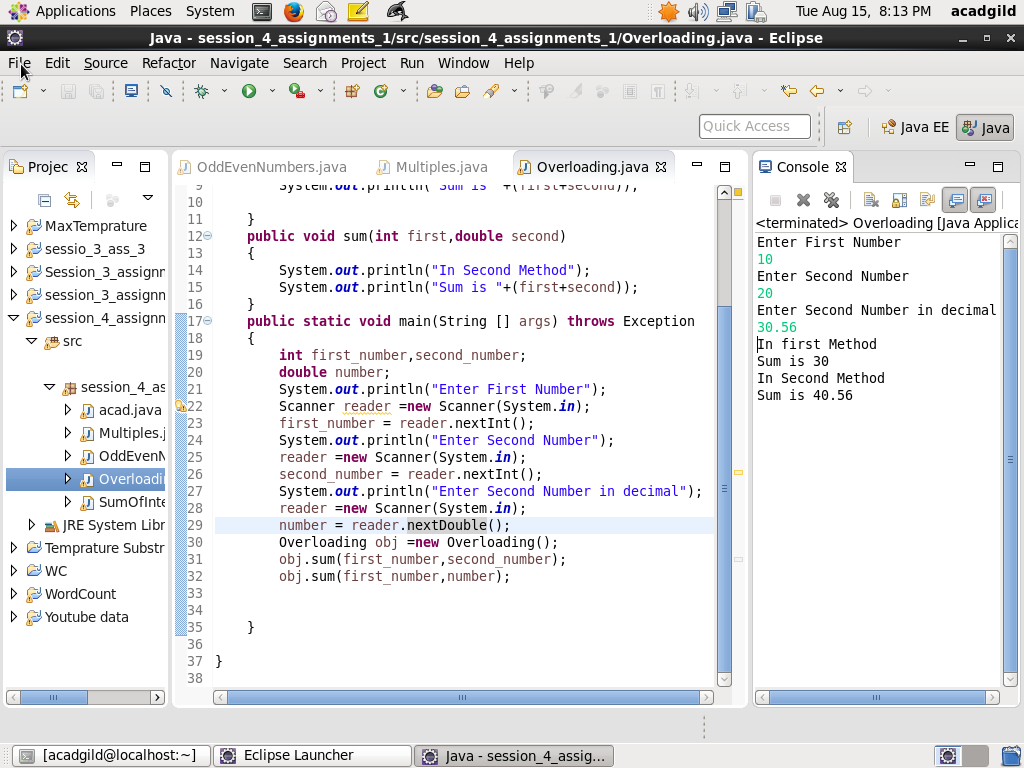 Applications Places System Tue Aug 15, 8:13 PM acadgild
Java - session_4_assignments_1/src/session_4_assignments_1/Overloading.java - Eclipse
File Edit Source Refactor Navigate Search Project Run Window Help
Quick Access Java EE Java
Projec
MaxTemprature
sessio_3_ass_3
Session_3_assignm
session_3_assignm
session_4_assignm
src
session_4_as
acad.java
Multiples.j
OddEvenN
Overloadin
SumOfInte
JRE System Libr
Temprature Substr
WC
WordCount
Youtube data
OddEvenNumbers.java Multiples.java Overloading.java
9 System.out.println("Sum is "+(first+second));
10
11 }
12 public void sum(int first,double second)
13 {
14 System.out.println("In Second Method");
15 System.out.println("Sum is "+(first+second));
16 }
17 public static void main(String [] args) throws Exception
18 {
19 int first_number,second_number;
20 double number;
21 System.out.println("Enter First Number");
22 Scanner reader =new Scanner(System.in);
23 first_number = reader.nextInt();
24 System.out.println("Enter Second Number");
25 reader =new Scanner(System.in);
26 second_number = reader.nextInt();
27 System.out.println("Enter Second Number in decimal");
28 reader =new Scanner(System.in);
29 number = reader.nextDouble();
30 Overloading obj =new Overloading();
31 obj.sum(first_number,second_number);
32 obj.sum(first_number,number);
33
34
35 }
36
37 }
38
Console
<terminated> Overloading [Java Applica
Enter First Number
10
Enter Second Number
20
Enter Second Number in decimal
30.56
In first Method
Sum is 30
In Second Method
Sum is 40.56
[acadgild@localhost:~] Eclipse Launcher Java - session_4_assig...